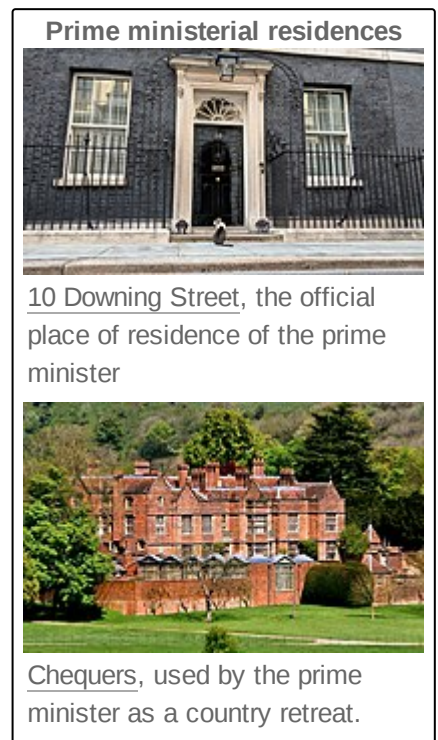 Prime ministerial residences
10 Downing Street, the official
place of residence of the prime
minister
Chequers, used by the prime
minister as a country retreat.